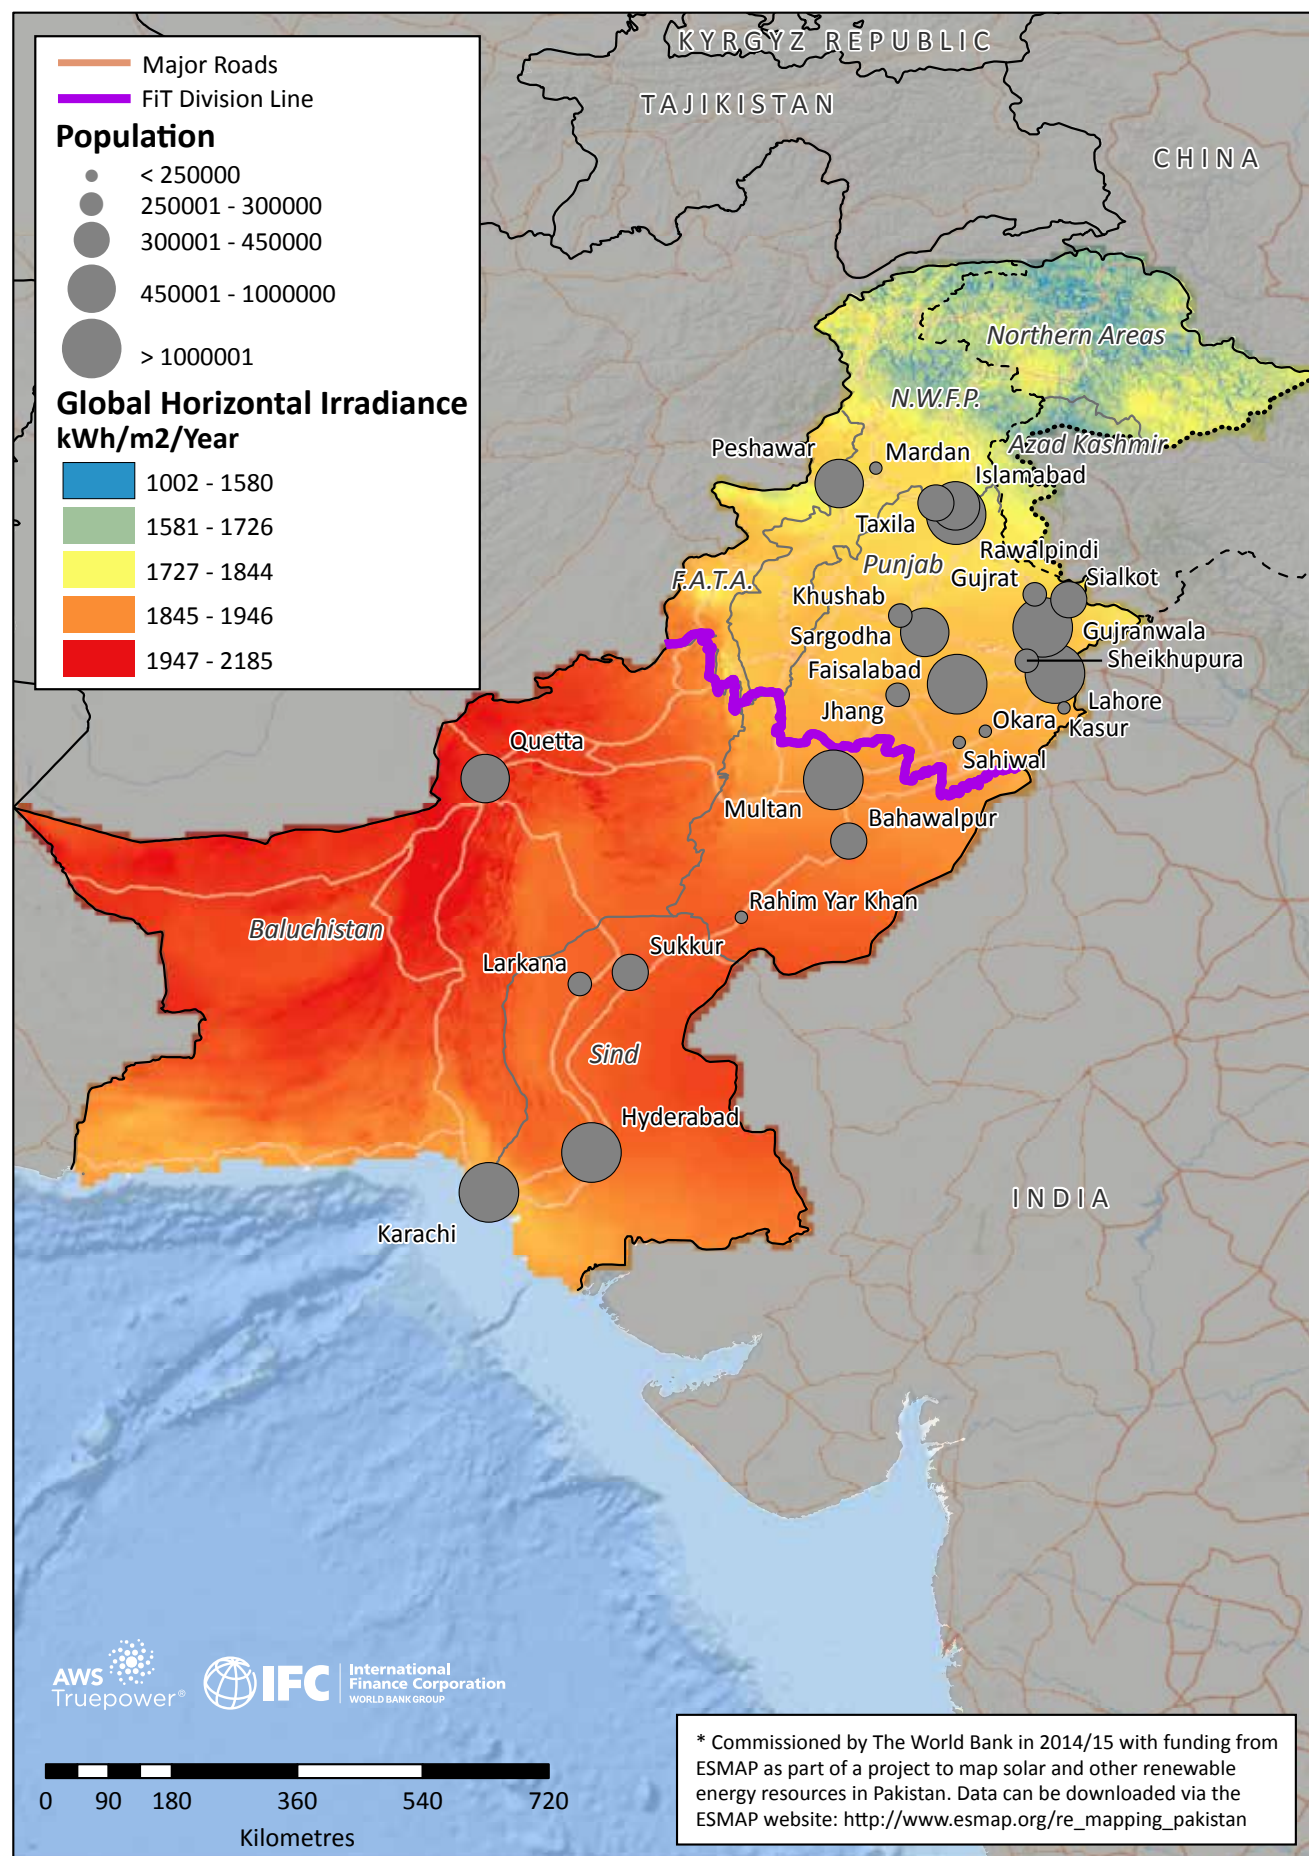 KYRGYZ REPUBLIC
TAJIKISTAN
CHINA
Major Roads
FiT Division Line
Population
< 250000
250001 - 300000
300001 - 450000
450001 - 1000000
> 1000001
Global Horizontal Irradiance
kWh/m2/Year
1002 - 1580
1581 - 1726
1727 - 1844
1845 - 1946
1947 - 2185
Northern Areas
N.W.F.P.
Azad Kashmir
Peshawar
Mardan
Islamabad
Taxila
Rawalpindi
Punjab
F.A.T.A.
Gujrat
Sialkot
Khushab
Sargodha
Gujranwala
Sheikhupura
Faisalabad
Lahore
Jhang
Okara
Kasur
Sahiwal
Quetta
Multan
Bahawalpur
Rahim Yar Khan
Baluchistan
Sukkur
Larkana
Sind
Hyderabad
Karachi
INDIA
AWS
Truepower®
IFC
International
Finance Corporation
WORLD BANK GROUP
0 90 180 360 540 720
Kilometres
* Commissioned by The World Bank in 2014/15 with funding from
ESMAP as part of a project to map solar and other renewable
energy resources in Pakistan. Data can be downloaded via the
ESMAP website: http://www.esmap.org/re_mapping_pakistan